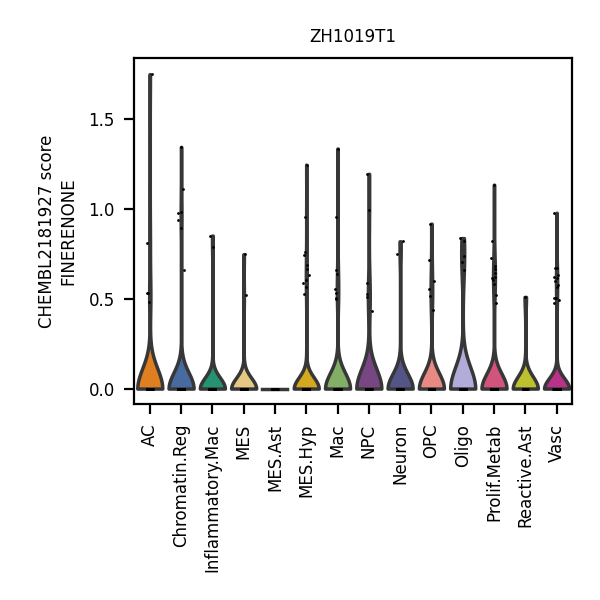 ZH1019T1
CHEMBL2181927 score
FINERENONE
1.5
1.0
0.5
0.0
AC
Chromatin.Reg
Inflammatory.Mac
MES
MES.Ast
MES.Hyp
Mac
NPC
Neuron
OPC
Oligo
Prolif.Metab
Reactive.Ast
Vasc